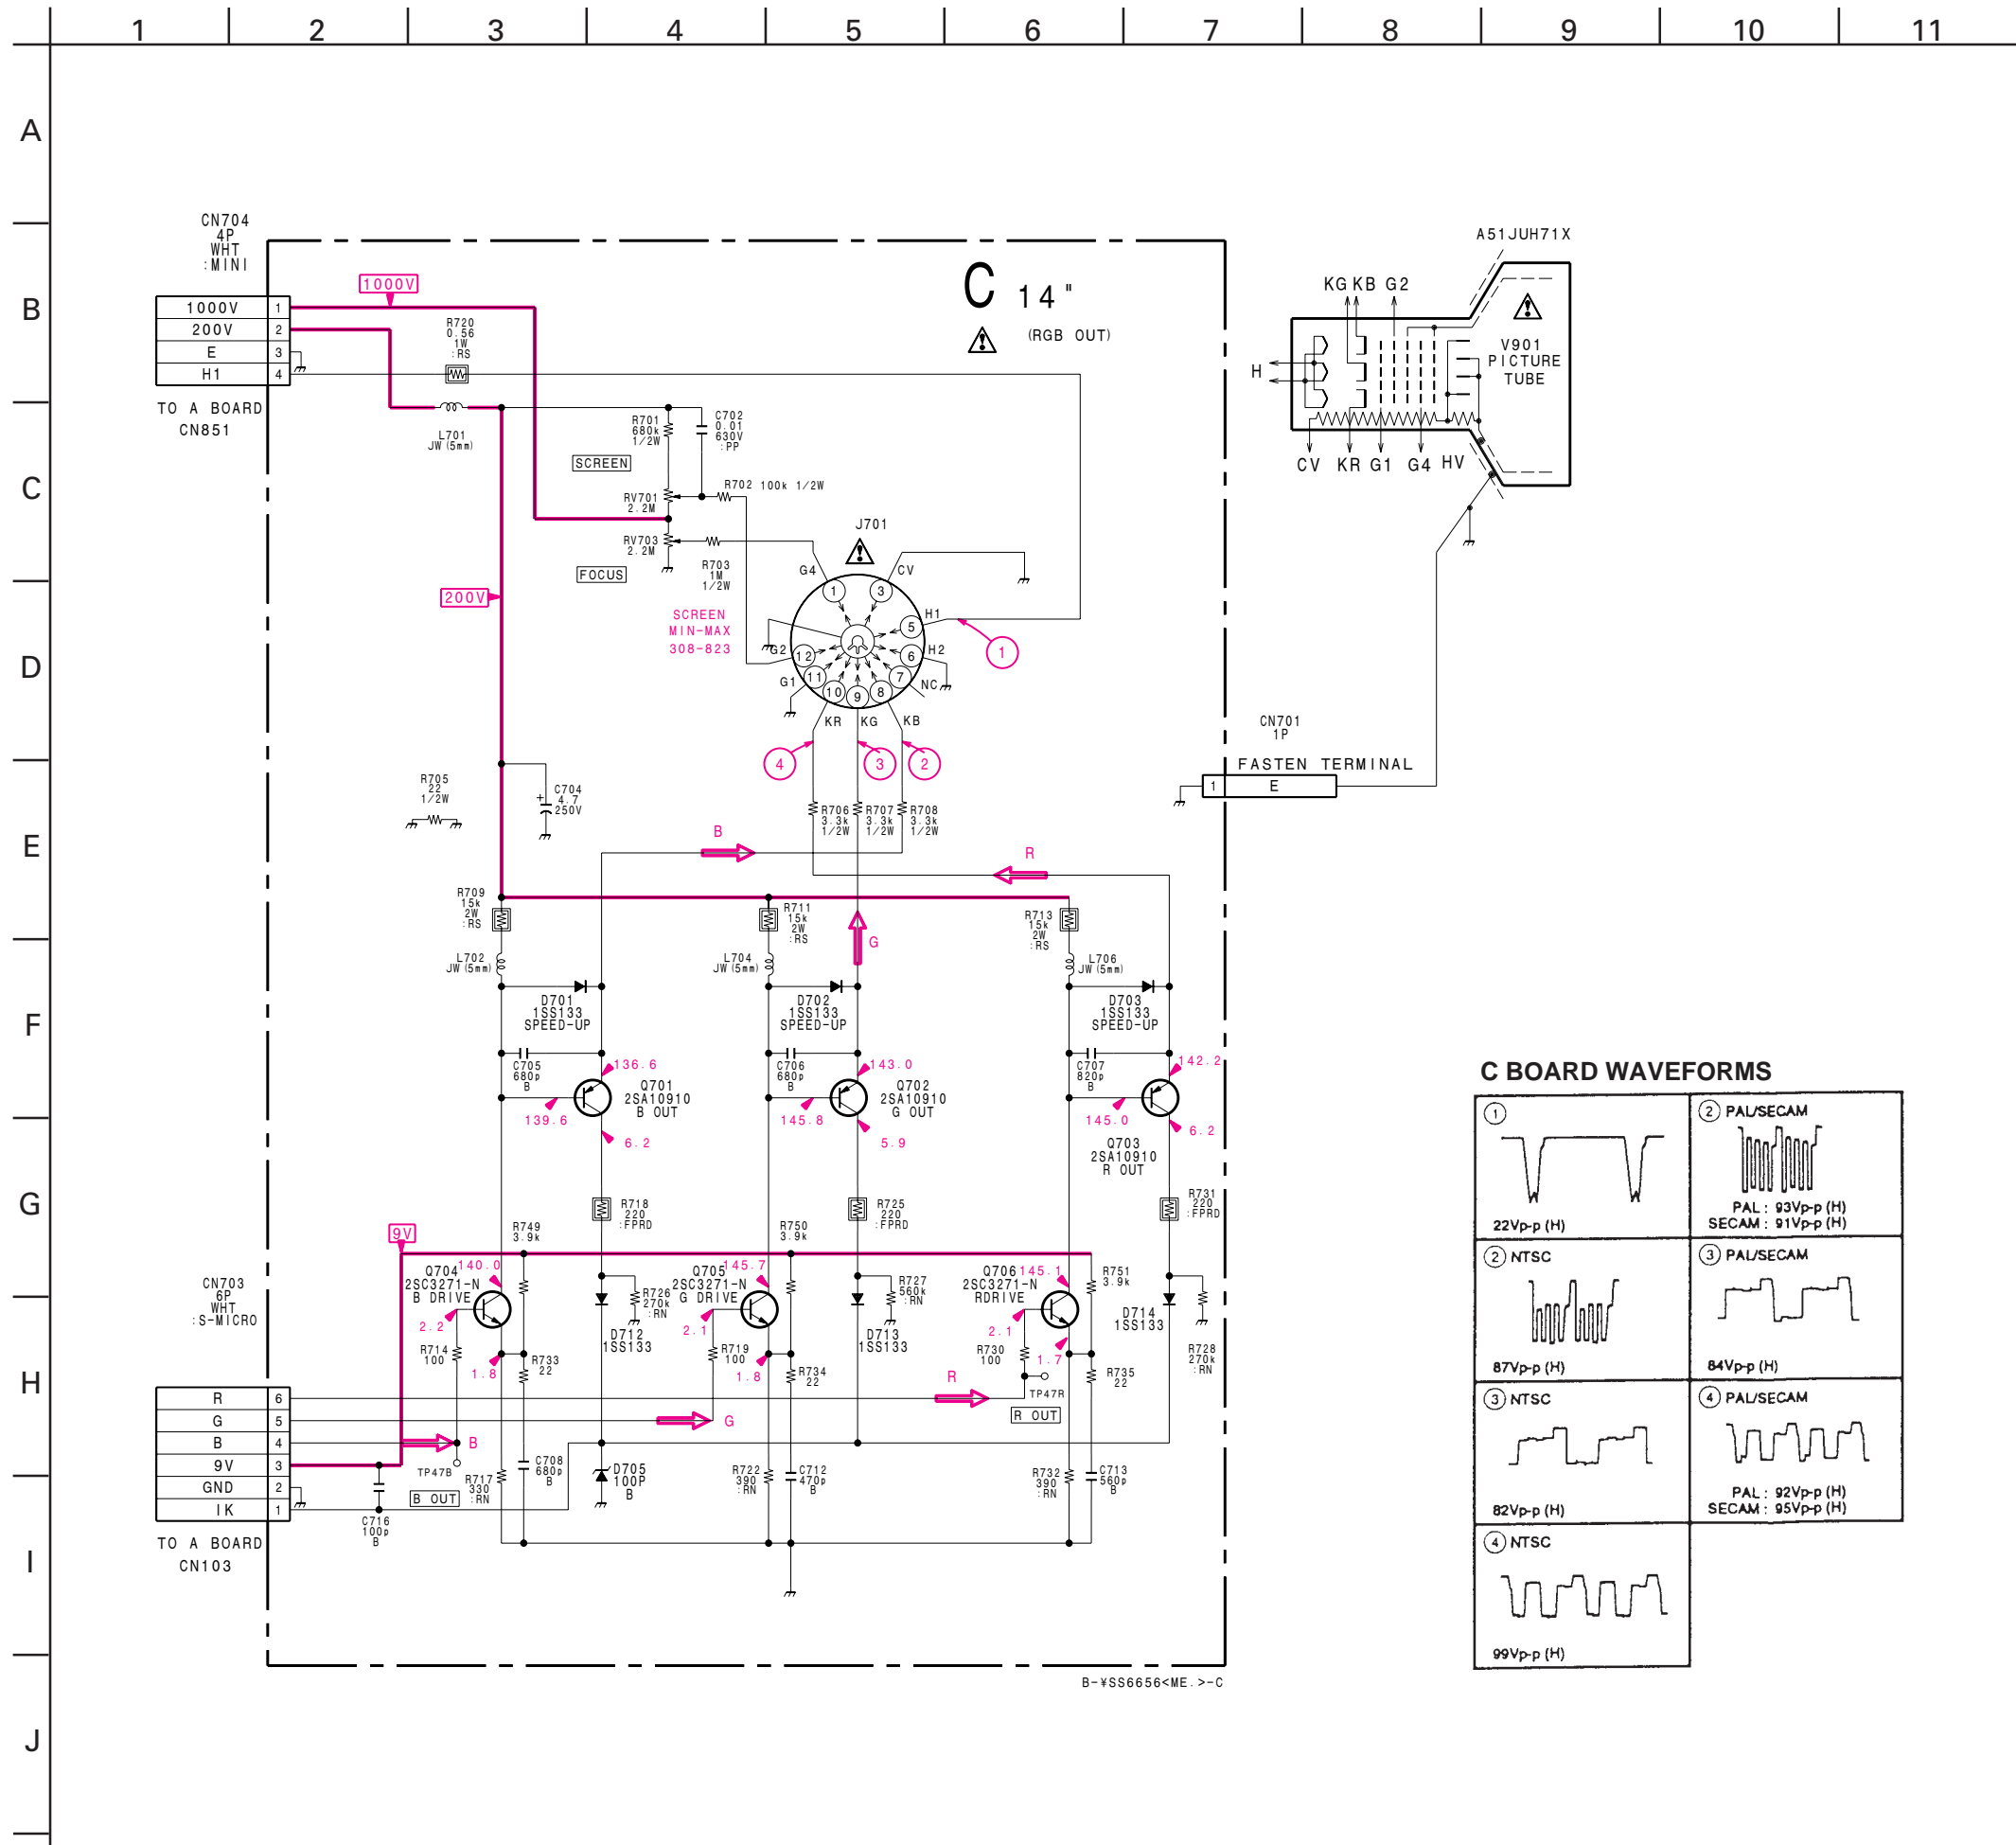 1 2 3 4 5 6 7 8 9 10 11
A
B
C
D
E
F
G
H
I
J
CN704
4P
WHT
:MINI
1000V 1
200V 2
E 3
H1 4
TO A BOARD
CN851
1000V
R720
0.56
1W
:RS
L701
JW(5mm)
C 14"
(RGB OUT)
R701
680k
1/2W
C702
0.01
630V
:PP
SCREEN
RV701
2.2M
R702 100k 1/2W
RV703
2.2M
FOCUS
R703
1M
1/2W
J701
G4
CV
1
3
H1
5
H2
6
7
NC
8
9
10
11
12
G2
G1
KR
KG
KB
200V
SCREEN
MIN-MAX
308-823
1
4
3
2
A51JUH71X
KG KB G2
H
V901
PICTURE
TUBE
CV KR G1 G4 HV
CN701
1P
FASTEN TERMINAL
1 E
R705
22
1/2W
C704
4.7
250V
+
R706
3.3k
1/2W
R707
3.3k
1/2W
R708
3.3k
1/2W
B
R
G
R709
15k
2W
:RS
R711
15k
2W
:RS
R713
15k
2W
:RS
L702
JW(5mm)
L704
JW(5mm)
L706
JW(5mm)
D701
1SS133
SPEED-UP
D702
1SS133
SPEED-UP
D703
1SS133
SPEED-UP
C705
680p
B
136.6
Q701
2SA10910
B OUT
139.6
6.2
C706
680p
B
143.0
Q702
2SA10910
G OUT
145.8
5.9
C707
820p
B
142.2
145.0
6.2
Q703
2SA10910
R OUT
R718
220
:FPRD
R725
220
:FPRD
R731
220
:FPRD
9V
R749
3.9k
R750
3.9k
R751
3.9k
Q704
2SC3271-N
B DRIVE
140.0
2.2
1.8
Q705
2SC3271-N
G DRIVE
145.7
2.1
1.8
Q706
2SC3271-N
RDRIVE
145.1
2.1
1.7
R726
270k
:RN
R727
560k
:RN
R728
270k
:RN
D712
1SS133
D713
1SS133
D714
1SS133
R714
100
R733
22
R719
100
R734
22
R730
100
R735
22
CN703
6P
WHT
:S-MICRO
R 6
G 5
B 4
9V 3
GND 2
IK 1
TO A BOARD
CN103
R
G
B
TP47R
R OUT
TP47B
B OUT
C716
100p
B
R717
330
:RN
C708
680p
B
D705
100P
B
R722
390
:RN
C712
470p
B
R732
390
:RN
C713
560p
B
B-¥SS6656<ME.>-C
C BOARD WAVEFORMS
1
22Vp-p (H)
2 PAL/SECAM
PAL : 93Vp-p (H)
SECAM : 91Vp-p (H)
2 NTSC
87Vp-p (H)
3 PAL/SECAM
84Vp-p (H)
3 NTSC
82Vp-p (H)
4 PAL/SECAM
PAL : 92Vp-p (H)
SECAM : 95Vp-p (H)
4 NTSC
99Vp-p (H)